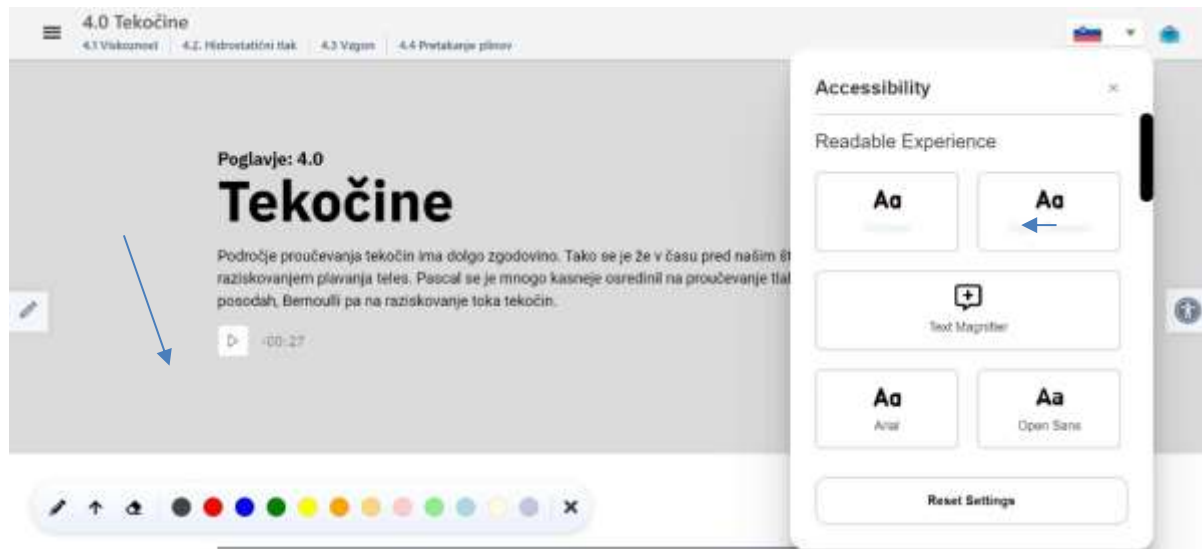 4.0 Tekočine
4.1 Viskoznost 4.2. Hidrostatični tlak 4.3 Vzgon 4.4 Pretakanje plinov
Accessibility
Readable Experience
Poglavje: 4.0
Tekočine
Področje proučevanja tekočin ima dolgo zgodovino. Tako se je že v času pred našim št
raziskovanjem plavanja teles. Pascal se je mnogo kasneje osredinil na proučevanje tlak
posodah, Bernoulli pa na raziskovanje toka tekočin.
-00:27
Aa
Aa
Text Magnifier
Aa
Arial
Aa
Open Sans
Reset Settings